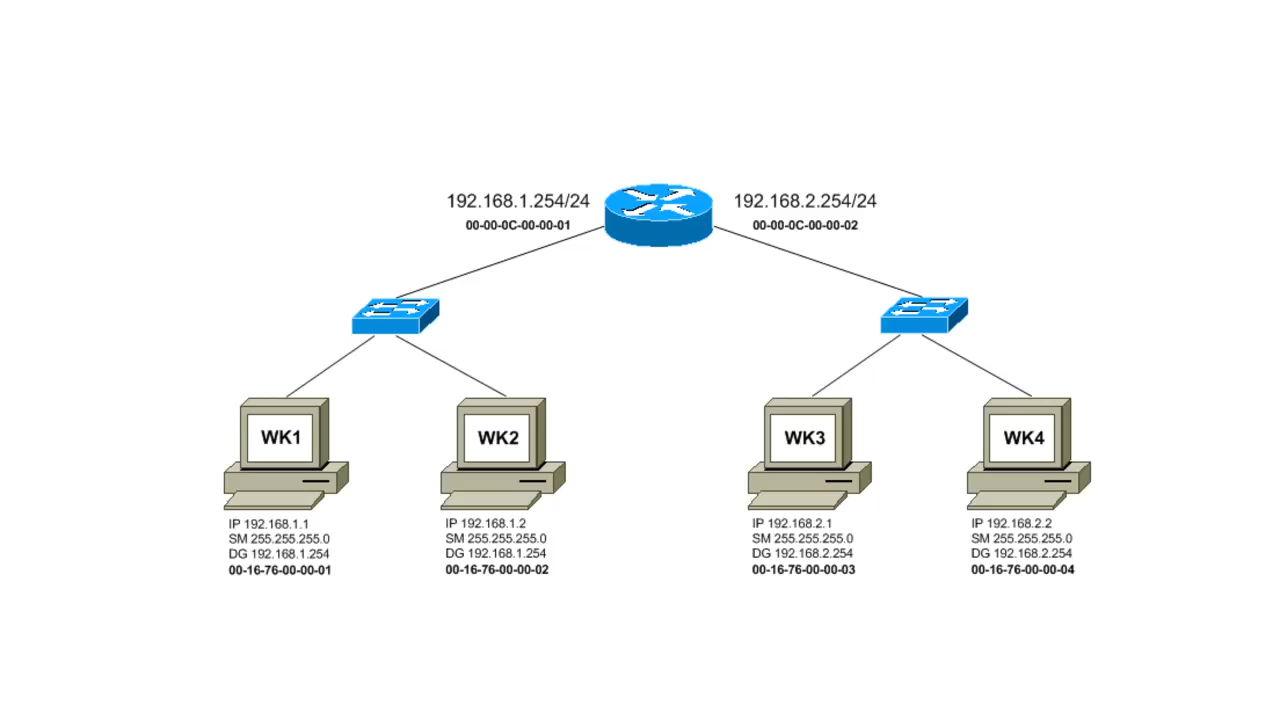 192.168.1.254/24
00-00-0C-00-00-01
192.168.2.254/24
00-00-0C-00-00-02
WK1
IP 192.168.1.1
SM 255.255.255.0
DG 192.168.1.254
00-16-76-00-00-01
WK2
IP 192.168.1.2
SM 255.255.255.0
DG 192.168.1.254
00-16-76-00-00-02
WK3
IP 192.168.2.1
SM 255.255.255.0
DG 192.168.2.254
00-16-76-00-00-03
WK4
IP 192.168.2.2
SM 255.255.255.0
DG 192.168.2.254
00-16-76-00-00-04